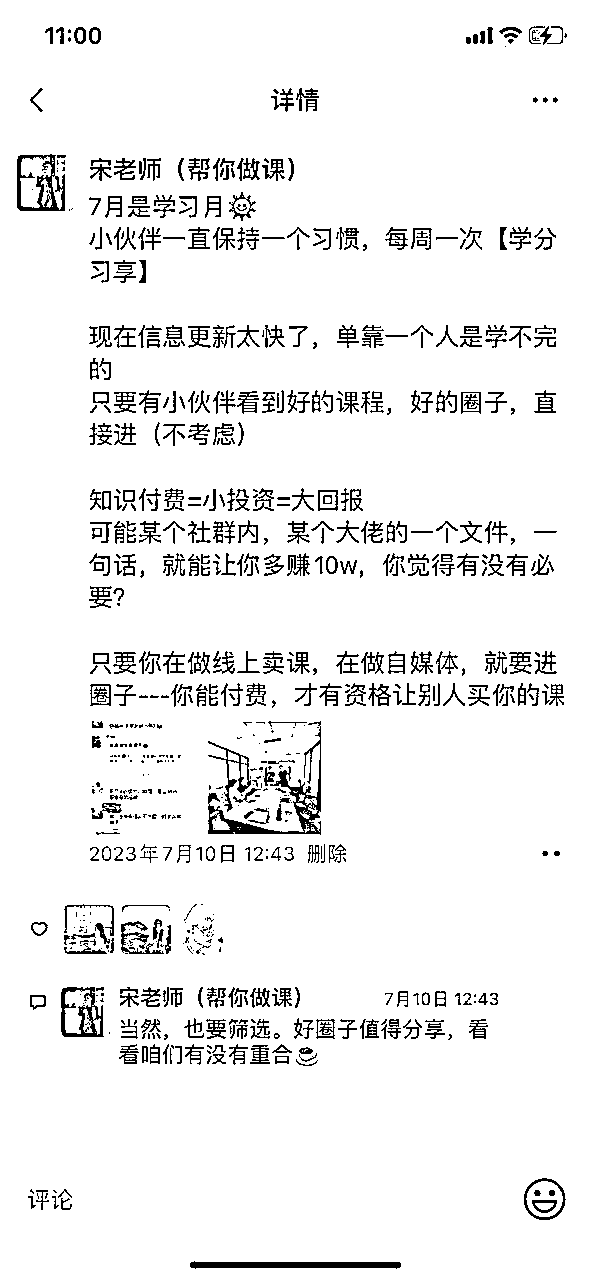 11:00
详情
宋老师（帮你做课）
7月是学习月
小伙伴一直保持一个习惯，每周一次【学分
习享】
现在信息更新太快了，单靠一个人是学不完
的
只要有小伙伴看到好的课程，好的圈子，直
接进（不考虑）
知识付费=小投资=大回报
可能某个社群内，某个大佬的一个文件，一
句话，就能让你多赚10w，你觉得有没有必
要?
只要你在做线上卖课，在做自媒体，就要进
圈子---你能付费，才有资格让别人买你的课
2023年7月10日 12:43 删除
宋老师（帮你做课） 7月10日 12:43
当然，也要筛选。好圈子值得分享，看
看咱们有没有重合
评论